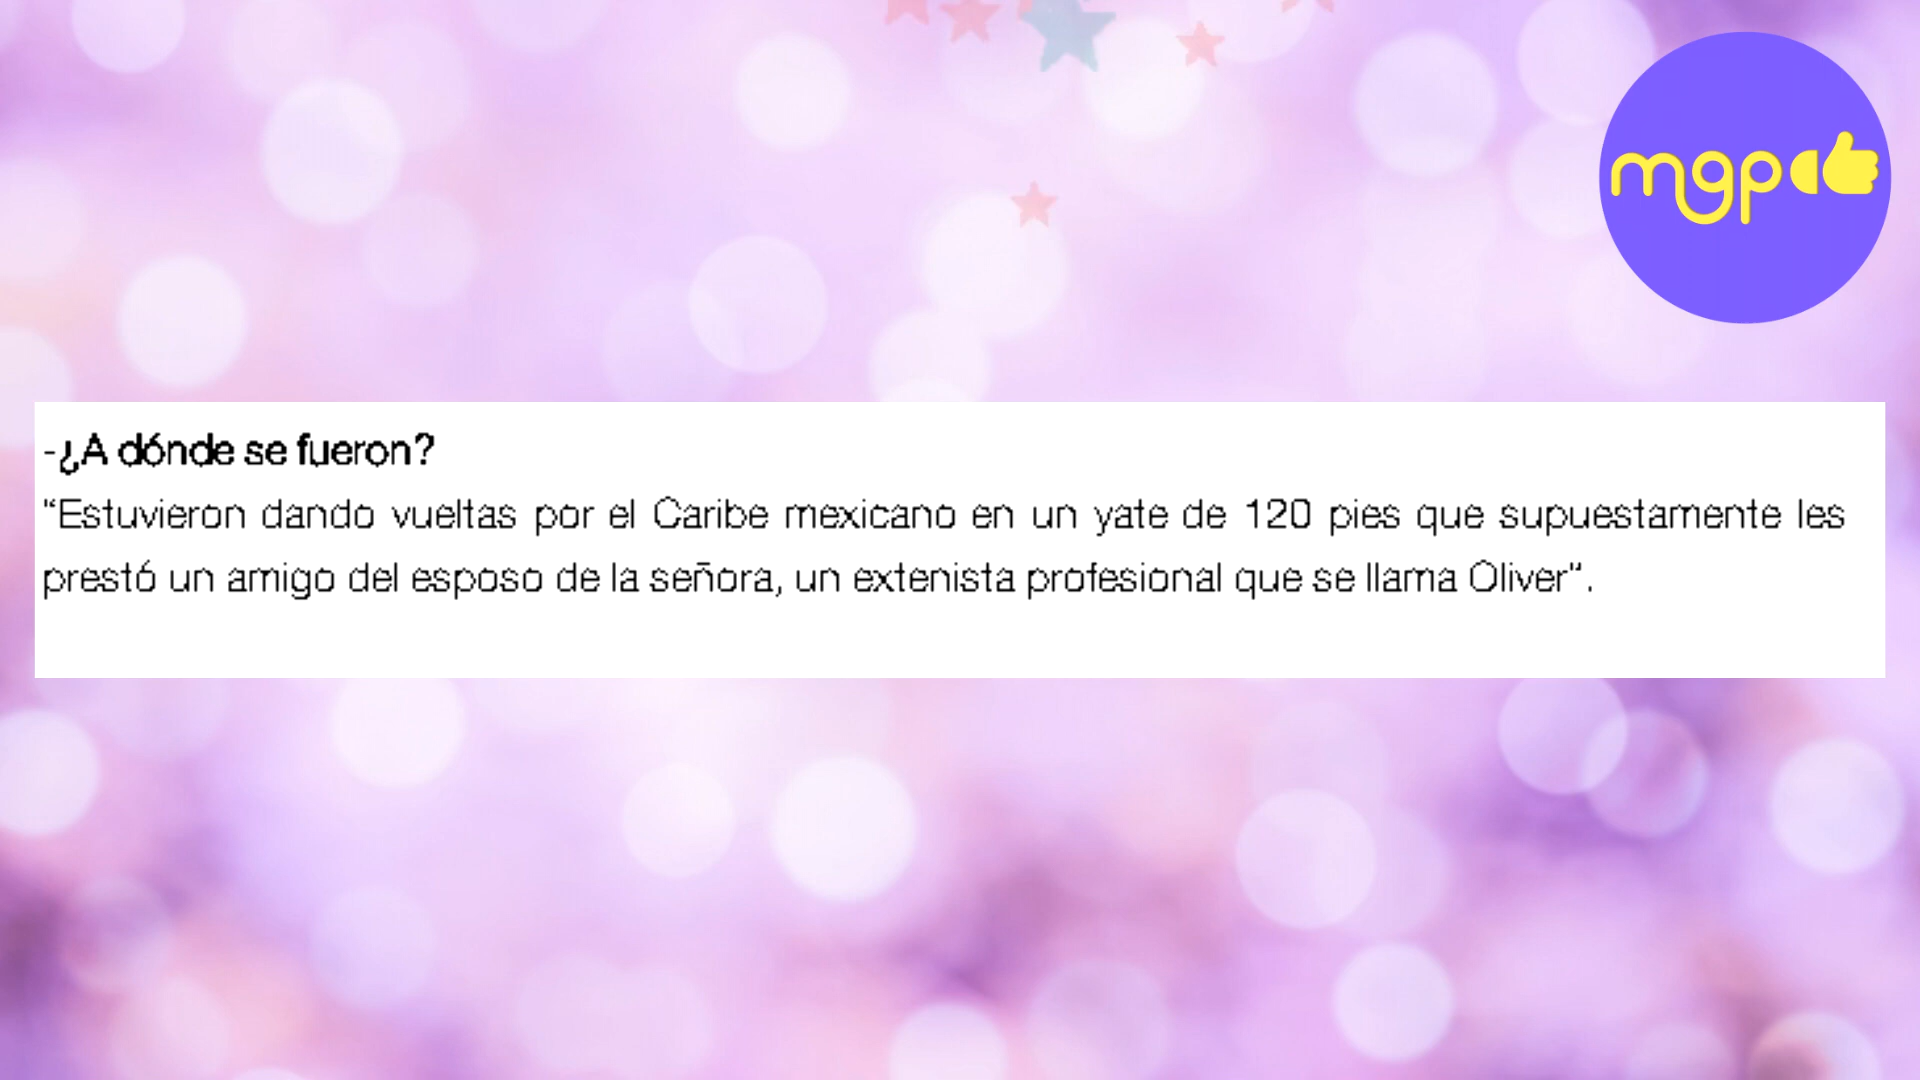 mgp
-¿A dónde se fueron?
“Estuvieron dando vueltas por el Caribe mexicano en un yate de 120 pies que supuestamente les
prestó un amigo del esposo de la señora, un extenista profesional que se llama Oliver”.